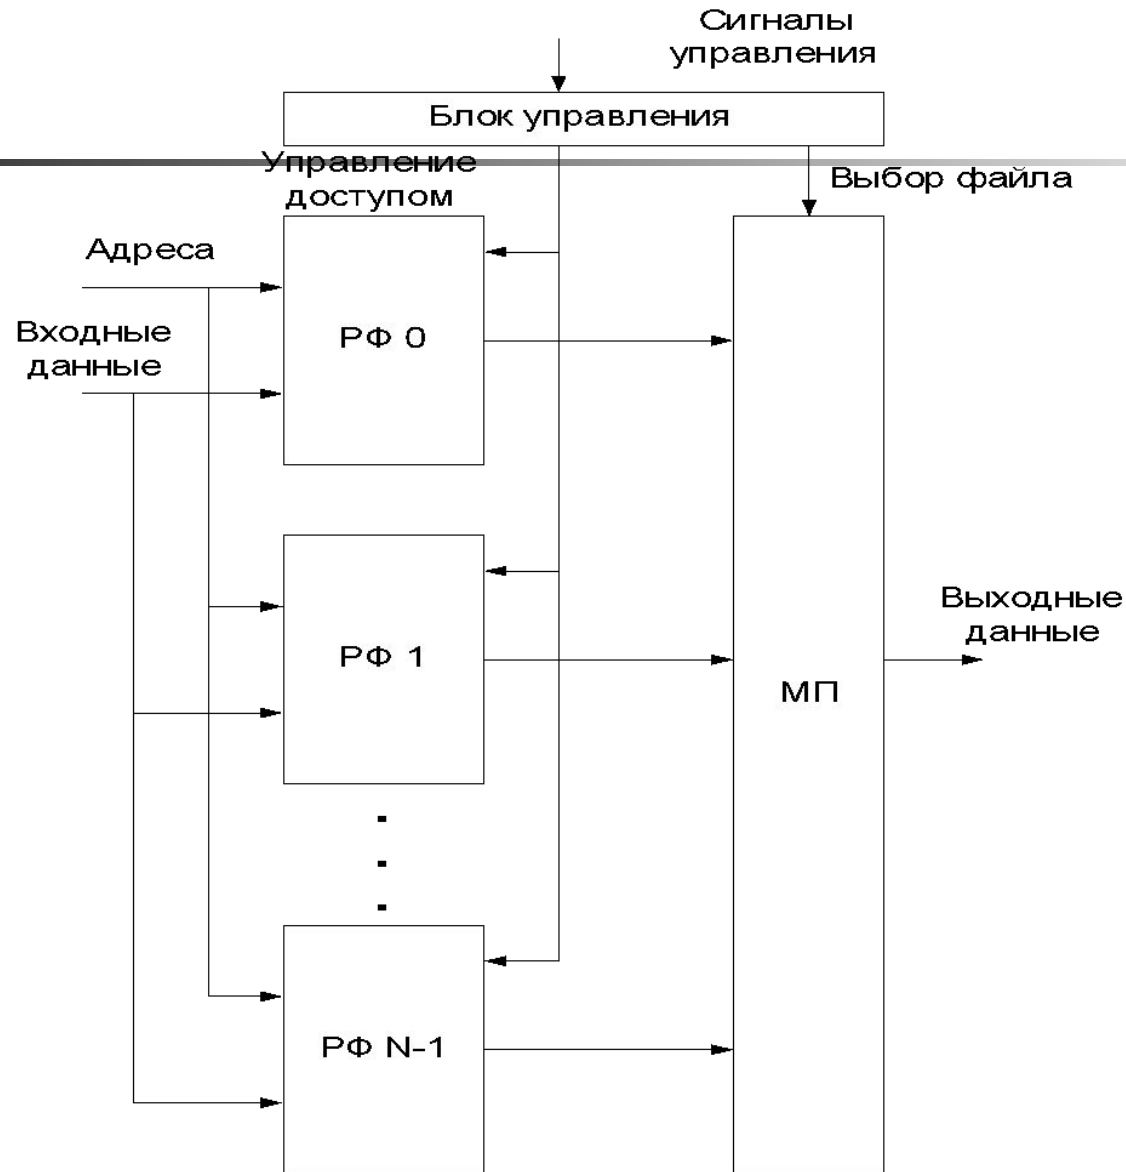 Сигналы
управления
Блок управления
Управление
доступом
Выбор файла
Адреса
РФ 0
Входные
данные
РФ 1
Выходные
данные
МП
РФ N-1